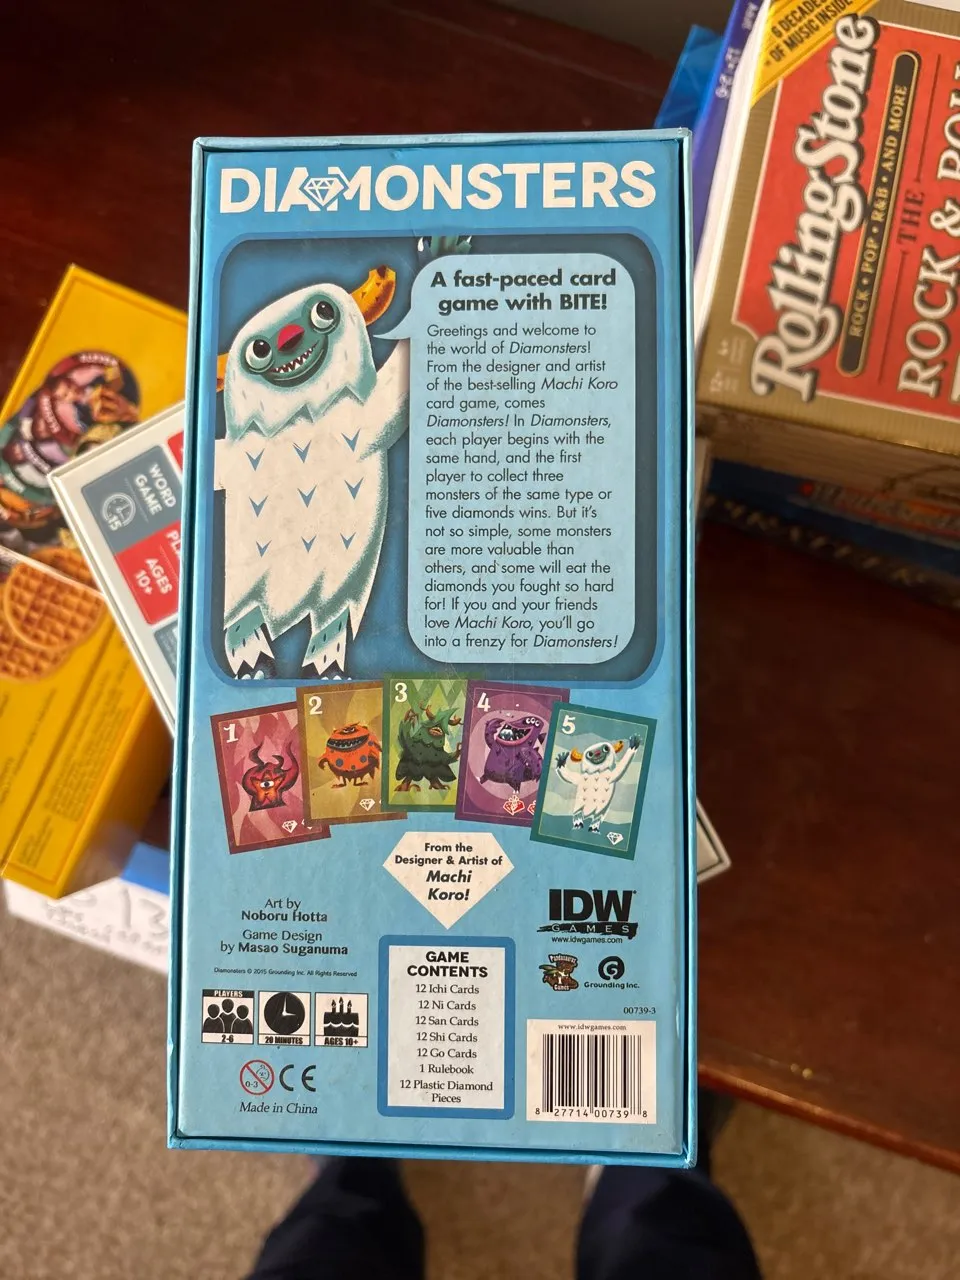 DIAMONSTERS
A fast-paced card
game with BITE!
Greetings and welcome to
the world of Diamonsters!
From the designer and artist
of the best-selling Machi Koro
card game, comes
Diamonsters! In Diamonsters,
each player begins with the
same hand, and the first
player to collect three
monsters of the same type or
five diamonds wins. But it's
not so simple, some monsters
are more valuable than
others, and some will eat the
diamonds you fought so hard
for! If you and your friends
love Machi Koro, you'll go
into a frenzy for Diamonsters!
1
2
3
4
5
From the
Designer & Artist of
Machi
Koro!
Art by
Noboru Hotta
Game Design
by Masao Suganuma
Diamonsters © 2015 Grounding Inc. All Rights Reserved
PLAYERS
2-6
20 MINUTES
AGES 10+
0-3
CE
Made in China
GAME
CONTENTS
12 Ichi Cards
12 Ni Cards
12 San Cards
12 Shi Cards
12 Go Cards
1 Rulebook
12 Plastic Diamond
Pieces
IDW
GAMES
www.idwgames.com
Pandasaurus
Games
G
Grounding Inc.
00739-3
www.idwgames.com
8 27714 00739 8
6 DECADES
OF MUSIC INSIDE
RollingStone
ROCK • POP • R&B • AND MORE
THE
ROCK & ROLL
WORD
GAME
15
AGES
10+